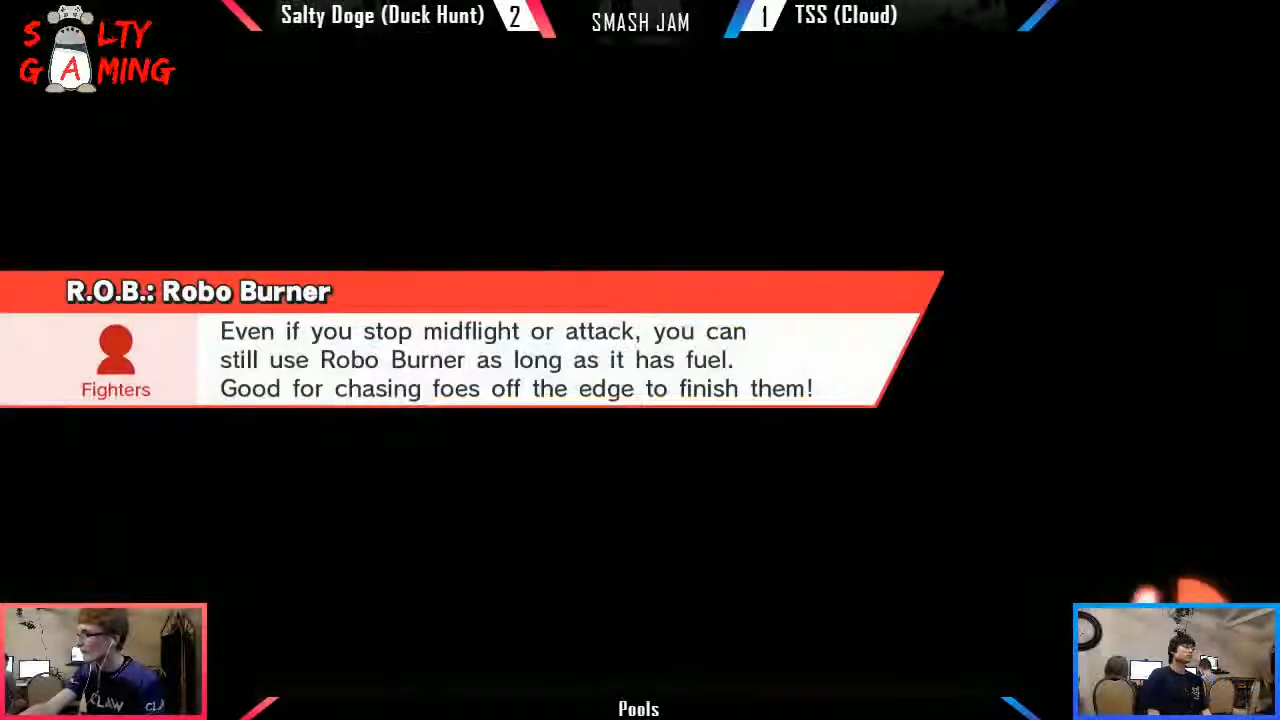 Salty Doge (Duck Hunt) 2 SMASH JAM 1 TSS (Cloud)
SALTY
GAMING
R.O.B.: Robo Burner
Even if you stop midflight or attack, you can
still use Robo Burner as long as it has fuel.
Good for chasing foes off the edge to finish them!
Fighters
CLAW
Pools